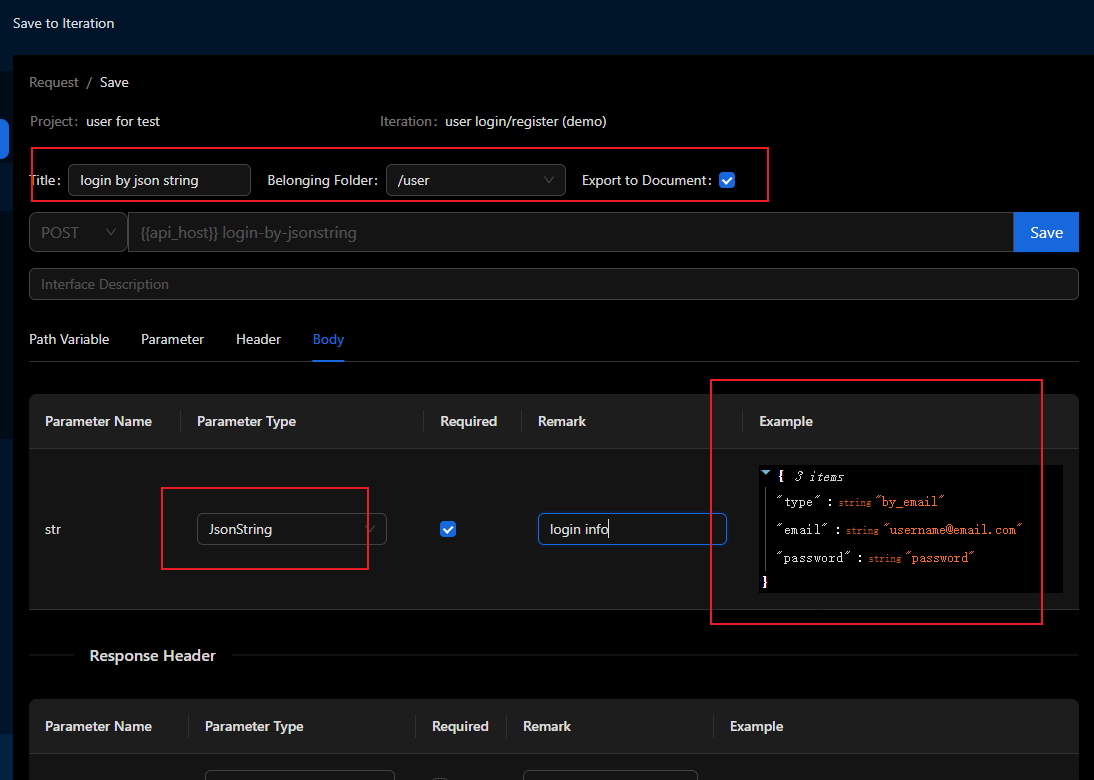 Save to Iteration
Request / Save
Project: user for test Iteration: user login/register (demo)
Title: login by json string Belonging Folder: /user Export to Document:
POST {{api_host}} login-by-jsonstring Save
Interface Description
Path Variable Parameter Header Body
Parameter Name Parameter Type Required Remark Example
{ 3 items
"type" : string "by_email"
str JsonString login info "email" : string "username@email.com"
"password" : string "password"
}
Response Header
Parameter Name Parameter Type Required Remark Example